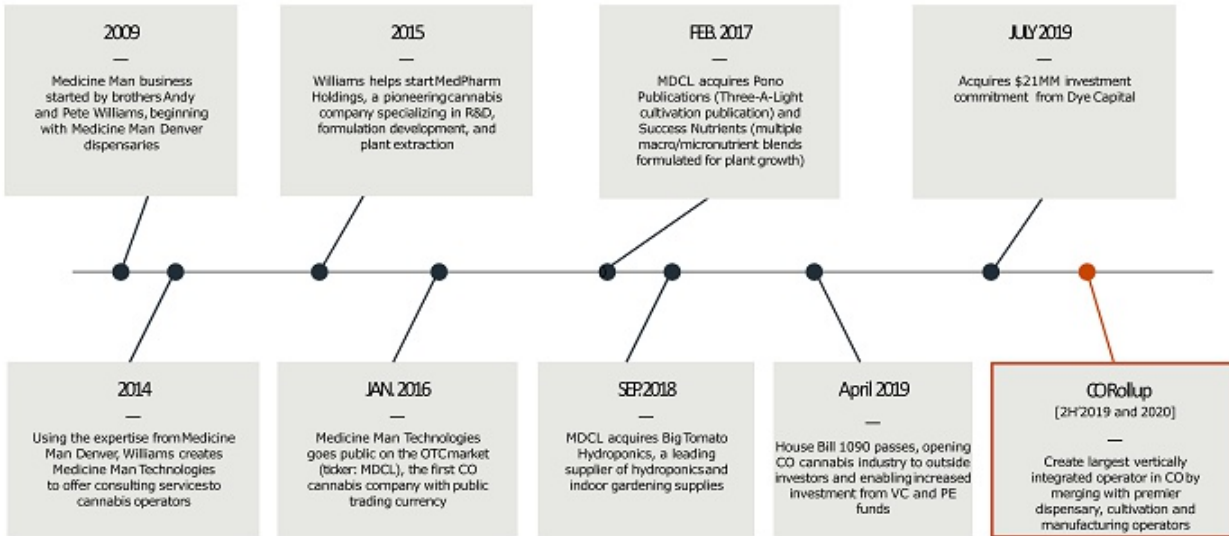 2009
—
Medicine Man business
started by brothers Andy
and Pete Williams, beginning
with Medicine Man Denver
dispensaries
2015
—
Williams helps start MedPharm
Holdings, a pioneering cannabis
company specializing in R&D,
formulation development, and
plant extraction
FEB. 2017
—
MDCL acquires Pono
Publications (Three-A-Light
cultivation publication) and
Success Nutrients (multiple
macro/micronutrient blends
formulated for plant growth)
JULY 2019
—
Acquires $21MM investment
commitment from Dye Capital
2014
—
Using the expertise from Medicine
Man Denver, Williams creates
Medicine Man Technologies
to offer consulting services to
cannabis operators
JAN. 2016
—
Medicine Man Technologies
goes public on the OTC market
(ticker: MDCL), the first CO
cannabis company with public
trading currency
SEP. 2018
—
MDCL acquires Big Tomato
Hydroponics, a leading
supplier of hydroponics and
indoor gardening supplies
April 2019
—
House Bill 1090 passes, opening
CO cannabis industry to outside
investors and enabling increased
investment from VC and PE
funds
CO Rollup
[2H'2019 and 2020]
—
Create largest vertically
integrated operator in CO by
merging with premier
dispensary, cultivation and
manufacturing operators